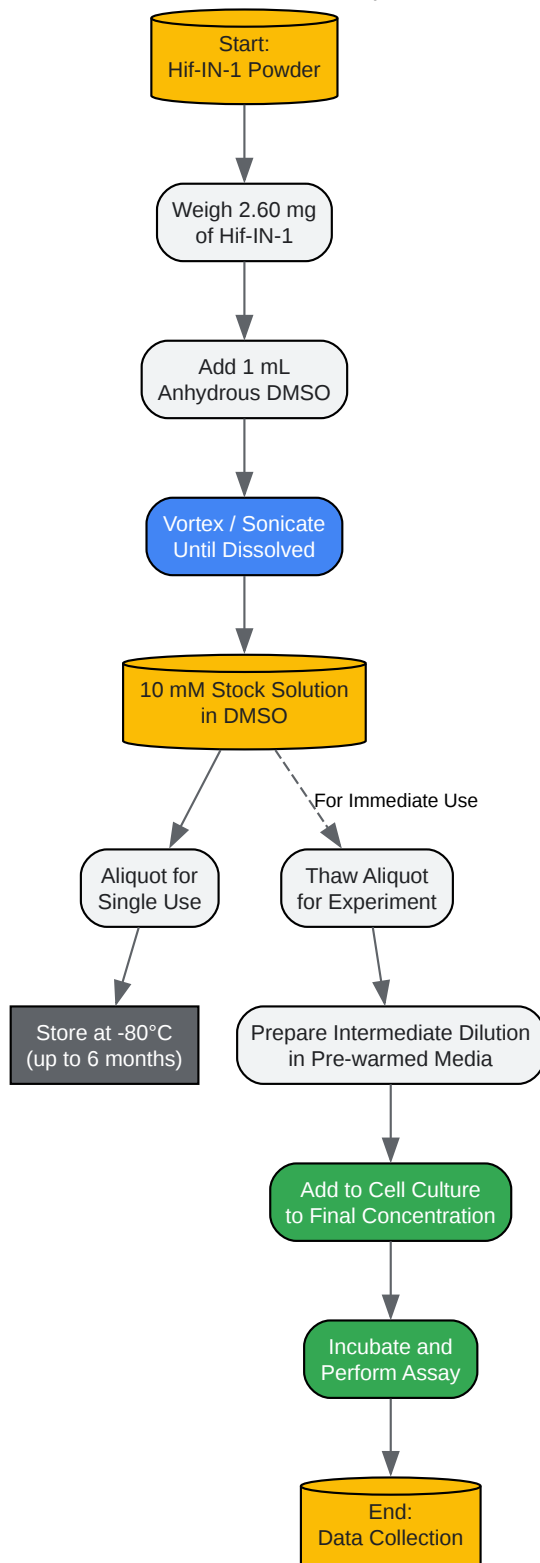 Start:
Hif-IN-1 Powder
Weigh 2.60 mg
of Hif-IN-1
Add 1 mL
Anhydrous DMSO
Vortex / Sonicate
Until Dissolved
10 mM Stock Solution
in DMSO
For Immediate Use
Aliquot for
Single Use
Thaw Aliquot
for Experiment
Store at -80°C
(up to 6 months)
Prepare Intermediate Dilution
in Pre-warmed Media
Add to Cell Culture
to Final Concentration
Incubate and
Perform Assay
End:
Data Collection